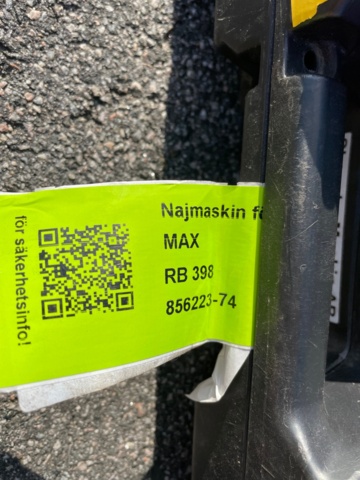 Najmaskin fö
MAX
RB 398
856223-74
för säkerhetsinfo!